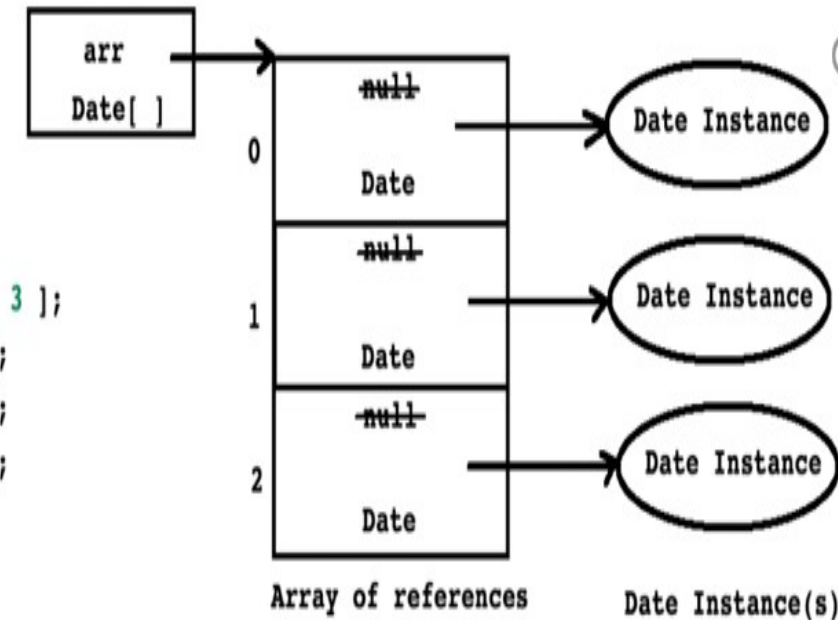 arr
Date[ ]
3 ];
;
;
;
0
null
Date
1
null
Date
2
null
Date
Date Instance
Date Instance
Date Instance
Array of references
Date Instance(s)